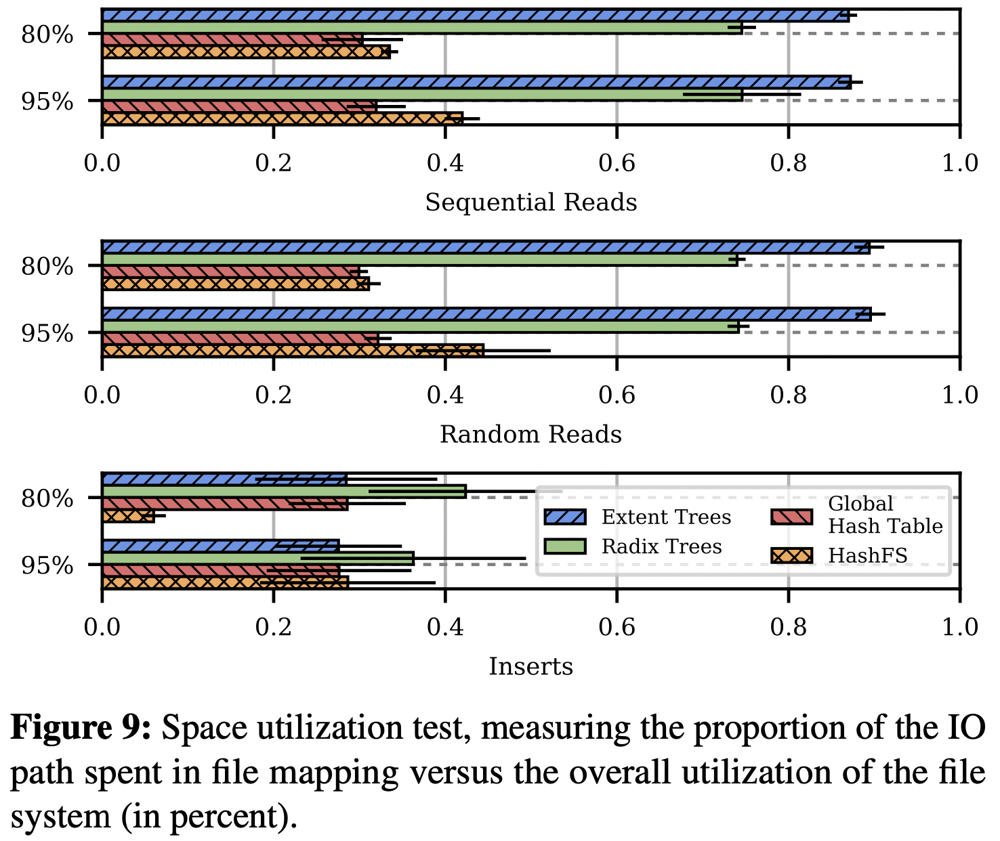 80%
95%
0.0 0.2 0.4 0.6 0.8 1.0
Sequential Reads
80%
95%
0.0 0.2 0.4 0.6 0.8 1.0
Random Reads
80%
95%
Extent Trees
Radix Trees
Global
Hash Table
HashFS
0.0 0.2 0.4 0.6 0.8 1.0
Inserts
Figure 9: Space utilization test, measuring the proportion of the IO
path spent in file mapping versus the overall utilization of the file
system (in percent).